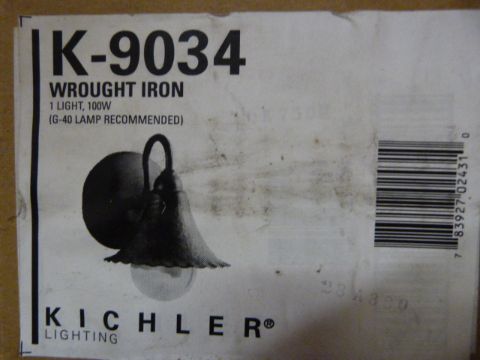 K-9034
WROUGHT IRON
1 LIGHT, 100W
(G-40 LAMP RECOMMENDED)
7 83927 02431 0
KICHLER®
LIGHTING